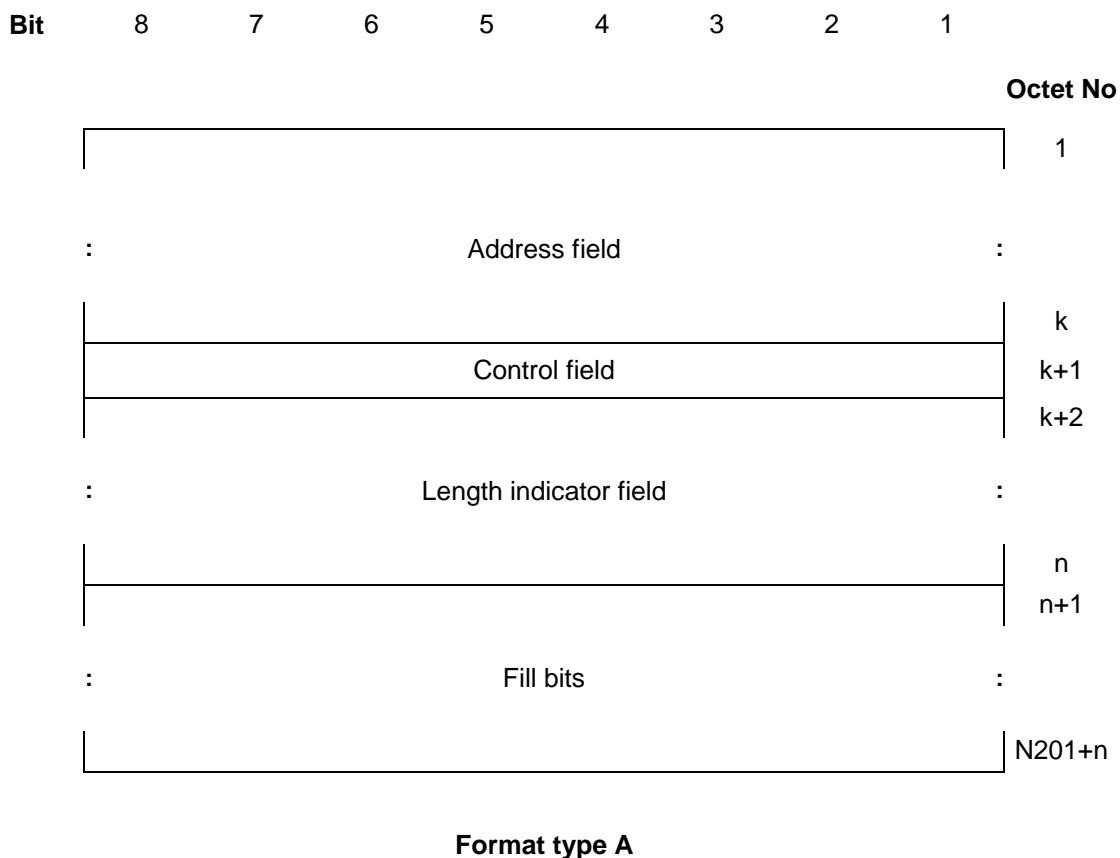 Bit 8 7 6 5 4 3 2 1
Octet No
1
: Address field :
k
Control field k+1
k+2
: Length indicator field :
n
n+1
: Fill bits :
N201+n
Format type A